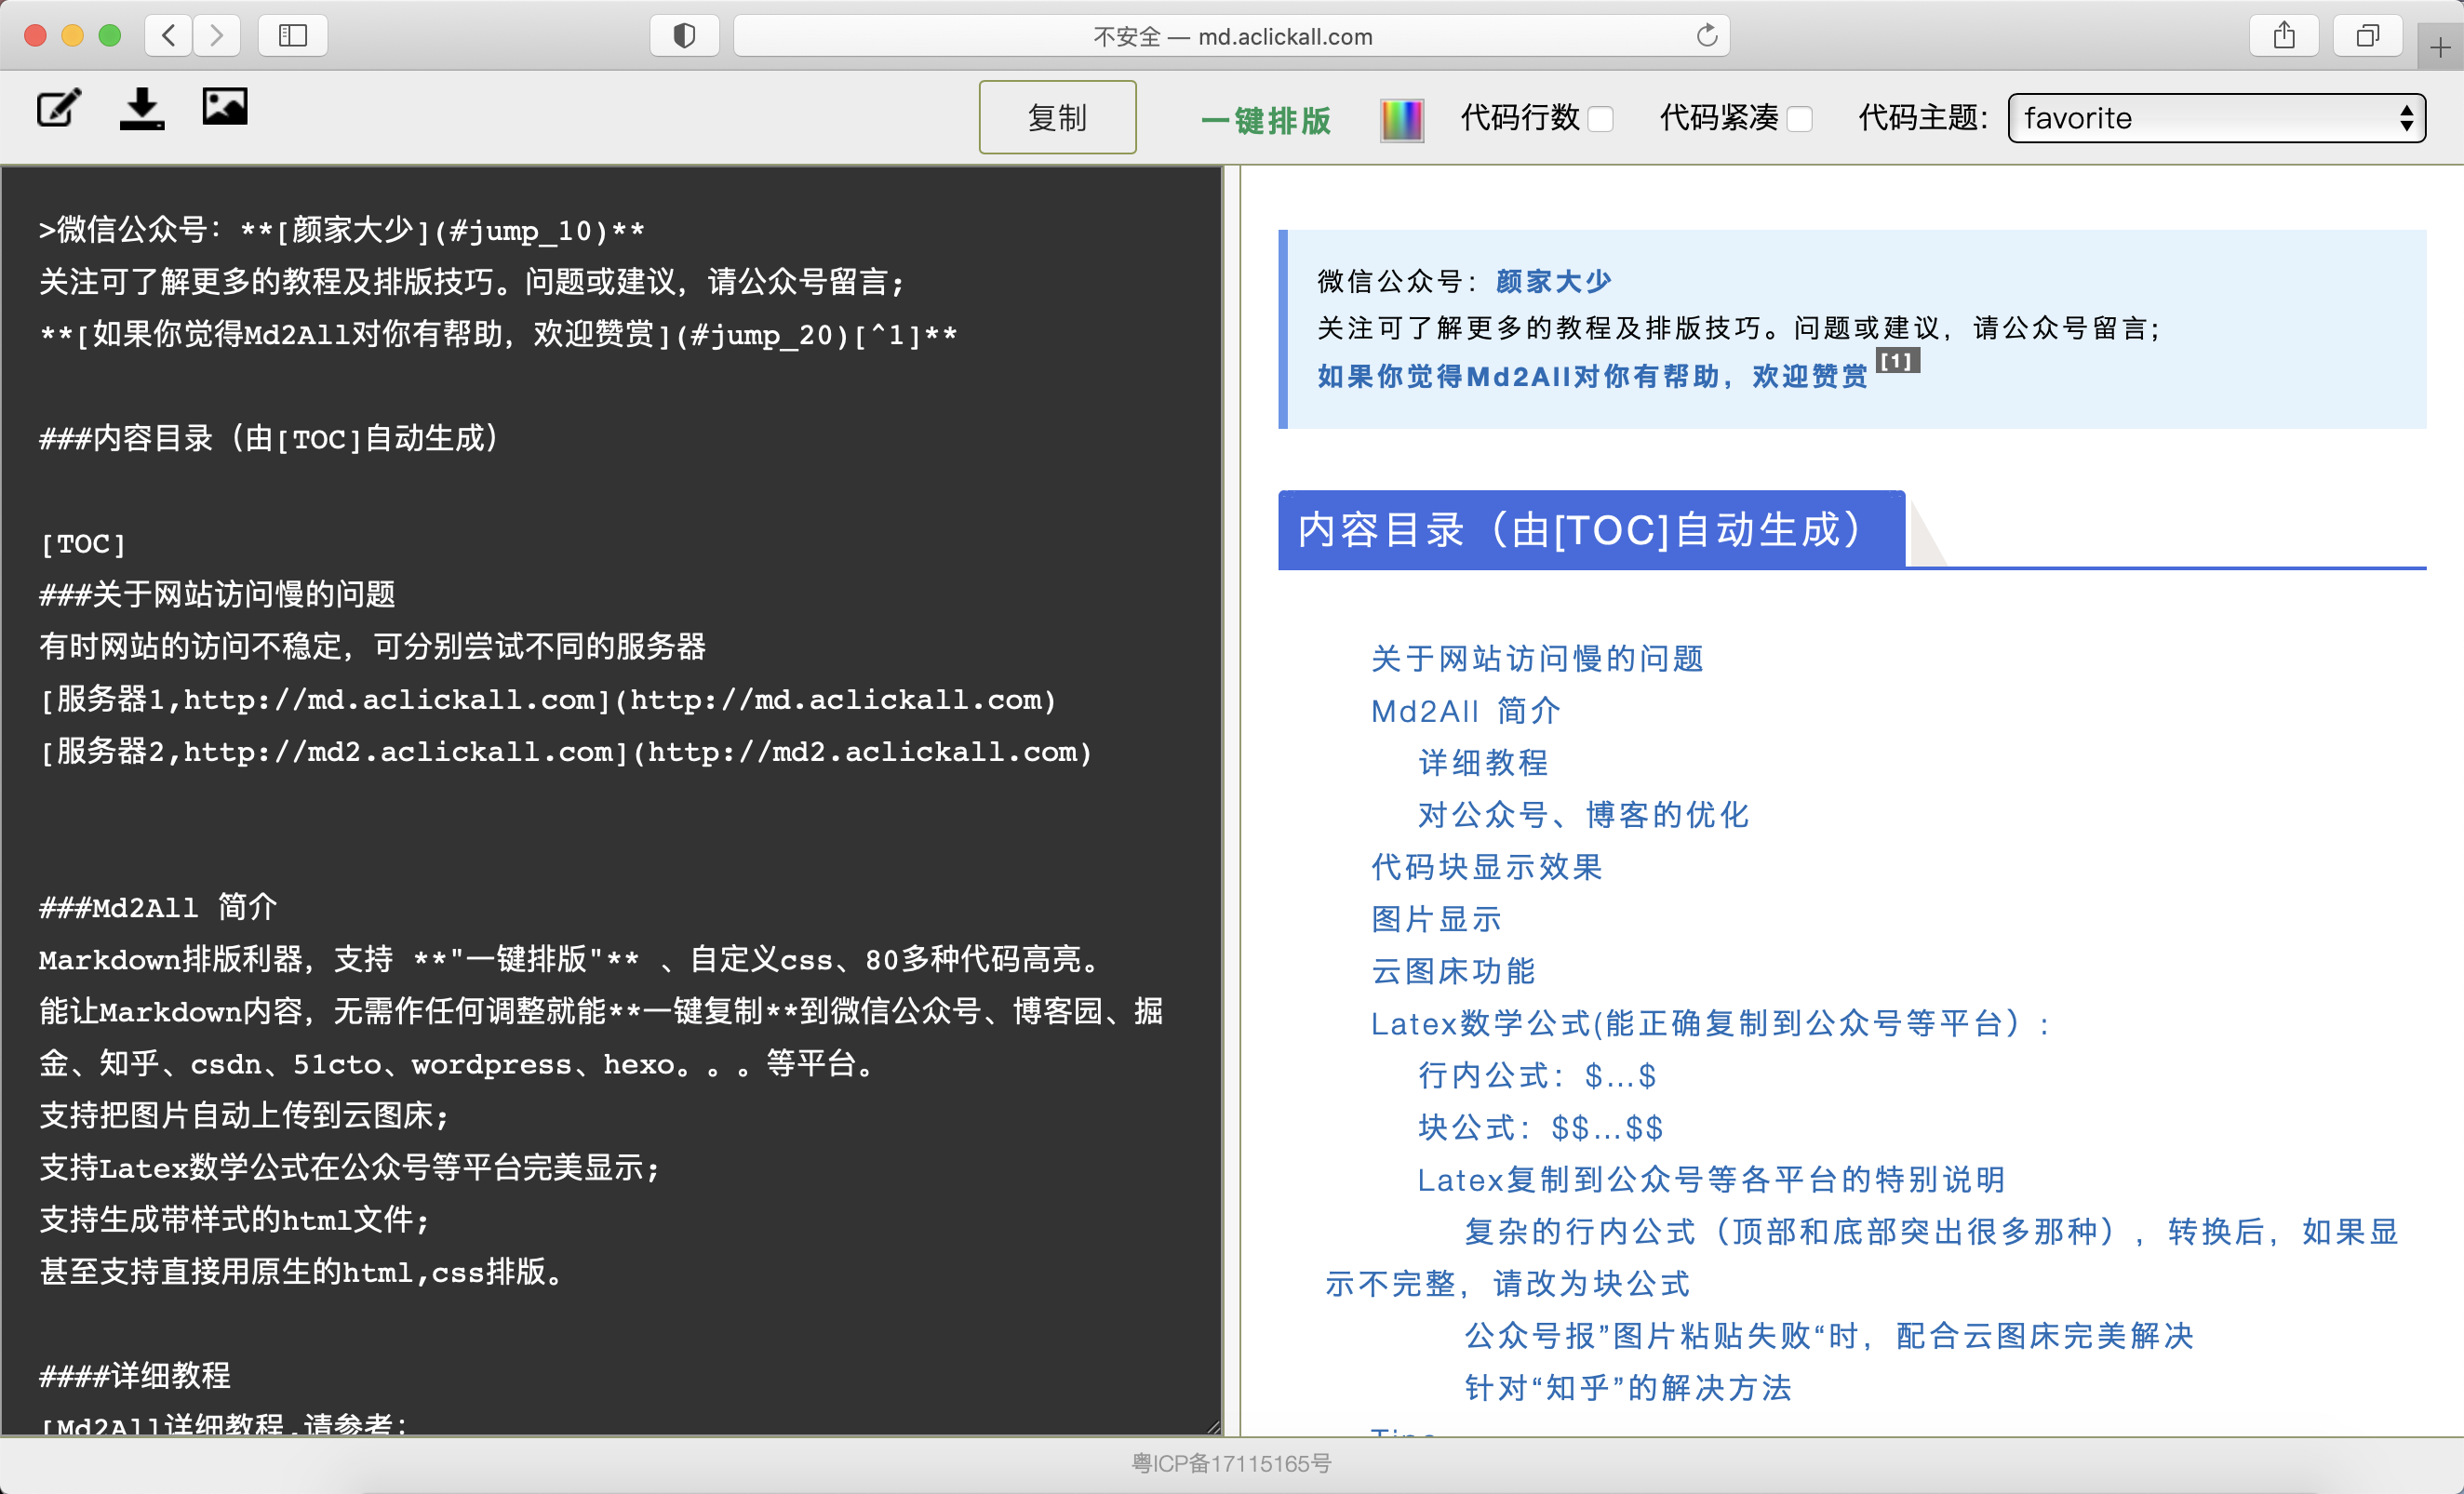 不安全 — md.aclickall.com
复制
一键排版
代码行数
代码紧凑
代码主题:
favorite
>微信公众号：**[颜家大少](#jump_10)**
关注可了解更多的教程及排版技巧。问题或建议，请公众号留言；
**[如果你觉得Md2All对你有帮助，欢迎赞赏](#jump_20)[^1]**
###内容目录（由[TOC]自动生成）
[TOC]
###关于网站访问慢的问题
有时网站的访问不稳定，可分别尝试不同的服务器
[服务器1,http://md.aclickall.com](http://md.aclickall.com)
[服务器2,http://md2.aclickall.com](http://md2.aclickall.com)
###Md2All 简介
Markdown排版利器，支持 **"一键排版"** 、自定义css、80多种代码高亮。
能让Markdown内容，无需作任何调整就能**一键复制**到微信公众号、博客园、掘
金、知乎、csdn、51cto、wordpress、hexo。。。等平台。
支持把图片自动上传到云图床；
支持Latex数学公式在公众号等平台完美显示；
支持生成带样式的html文件；
甚至支持直接用原生的html,css排版。
####详细教程
[Md2All详细教程,请参考：
微信公众号：颜家大少
关注可了解更多的教程及排版技巧。问题或建议，请公众号留言；
如果你觉得Md2All对你有帮助，欢迎赞赏[1]
内容目录（由[TOC]自动生成）
关于网站访问慢的问题
Md2All 简介
详细教程
对公众号、博客的优化
代码块显示效果
图片显示
云图床功能
Latex数学公式(能正确复制到公众号等平台）:
行内公式：$...$
块公式：$$...$$
Latex复制到公众号等各平台的特别说明
复杂的行内公式（顶部和底部突出很多那种），转换后，如果显
示不完整，请改为块公式
公众号报”图片粘贴失败“时，配合云图床完美解决
针对“知乎”的解决方法
粤ICP备17115165号